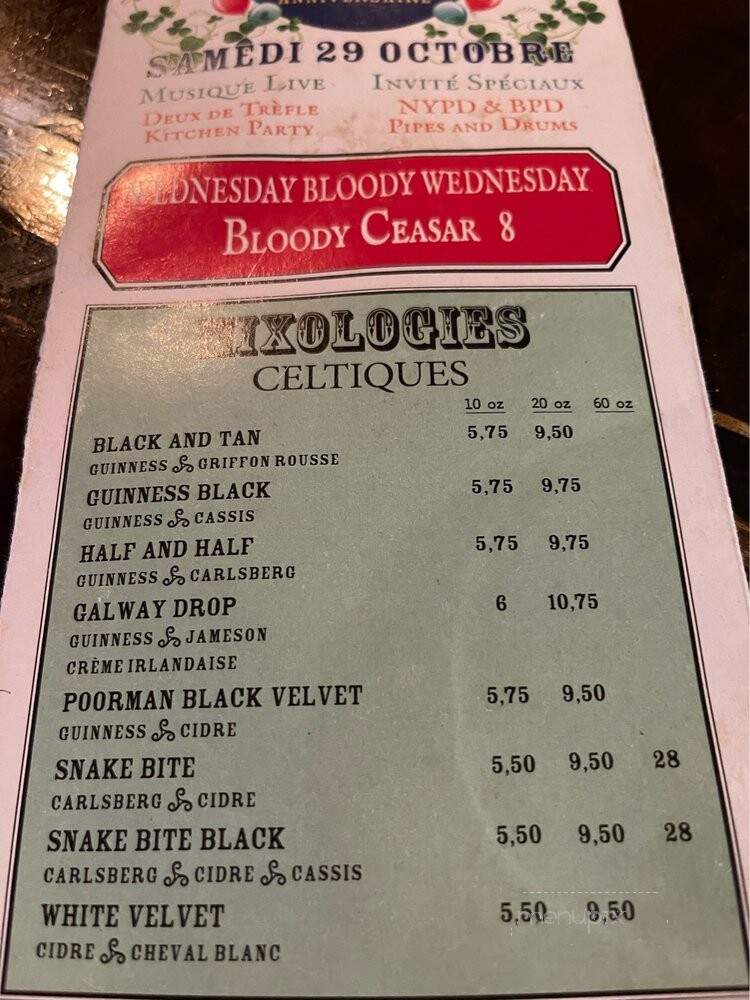 ANNIVERSAIRE
SAMEDI 29 OCTOBRE
MUSIQUE LIVE INVITÉ SPÉCIAUX
DEUX DE TRÈFLE NYPD & BPD
KITCHEN PARTY PIPES AND DRUMS
WEDNESDAY BLOODY WEDNESDAY
BLOODY CEASAR 8
MIXOLOGIES
CELTIQUES
10 oz 20 oz 60 oz
BLACK AND TAN 5,75 9,50
GUINNESS & GRIFFON ROUSSE
GUINNESS BLACK 5,75 9,75
GUINNESS & CASSIS
HALF AND HALF 5,75 9,75
GUINNESS & CARLSBERG
GALWAY DROP 6 10,75
GUINNESS & JAMESON
CRÈME IRLANDAISE
POORMAN BLACK VELVET 5,75 9,50
GUINNESS & CIDRE
SNAKE BITE 5,50 9,50 28
CARLSBERG & CIDRE
SNAKE BITE BLACK 5,50 9,50 28
CARLSBERG & CIDRE & CASSIS
WHITE VELVET 5,50 9,50
CIDRE & CHEVAL BLANC